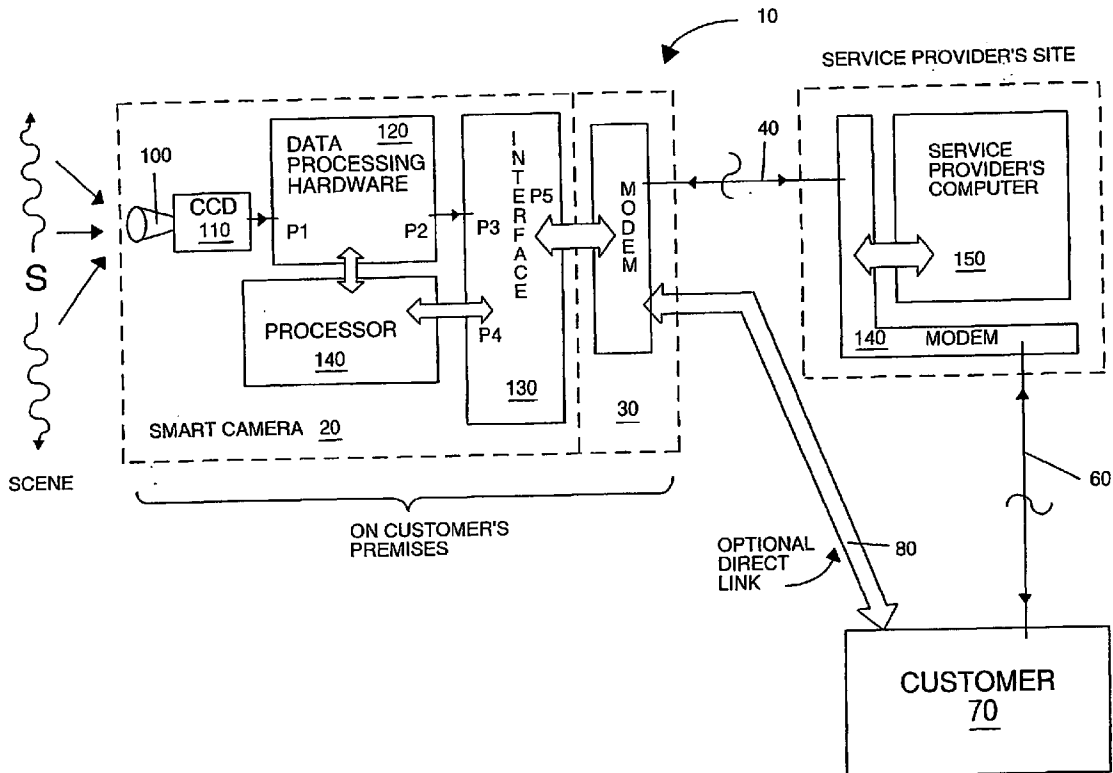 10
SERVICE PROVIDER'S SITE
100
CCD
110
DATA
120
PROCESSING
HARDWARE
P1
P2
INTERFACE
P3
P4
P5
130
PROCESSOR
140
MODEM
30
40
SERVICE
PROVIDER'S
COMPUTER
150
140
MODEM
S
SCENE
SMART CAMERA 20
ON CUSTOMER'S
PREMISES
OPTIONAL
DIRECT
LINK
80
60
CUSTOMER
70